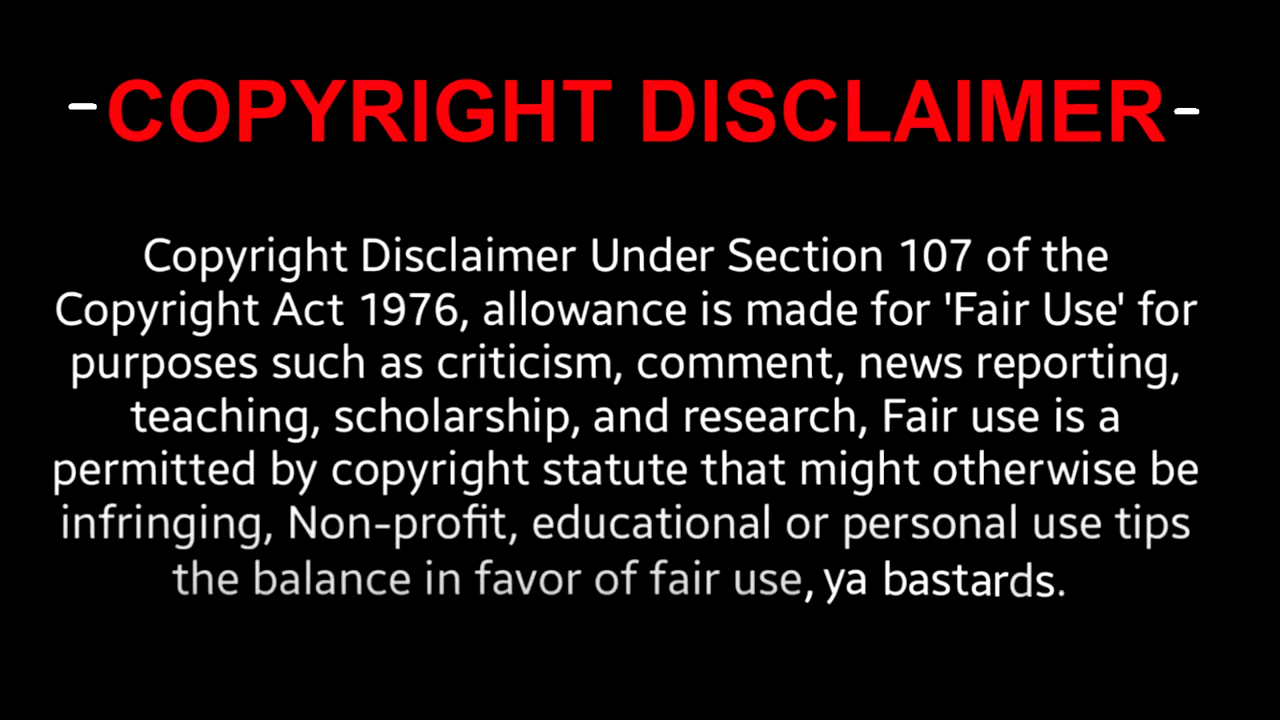 -COPYRIGHT DISCLAIMER-
Copyright Disclaimer Under Section 107 of the
Copyright Act 1976, allowance is made for 'Fair Use' for
purposes such as criticism, comment, news reporting,
teaching, scholarship, and research, Fair use is a
permitted by copyright statute that might otherwise be
infringing, Non-profit, educational or personal use tips
the balance in favor of fair use, ya bastards.